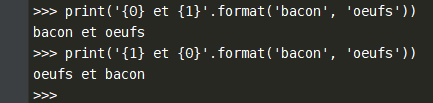 >>> print('{0} et {1}'.format('bacon', 'oeufs'))
bacon et oeufs
>>> print('{1} et {0}'.format('bacon', 'oeufs'))
oeufs et bacon
>>>